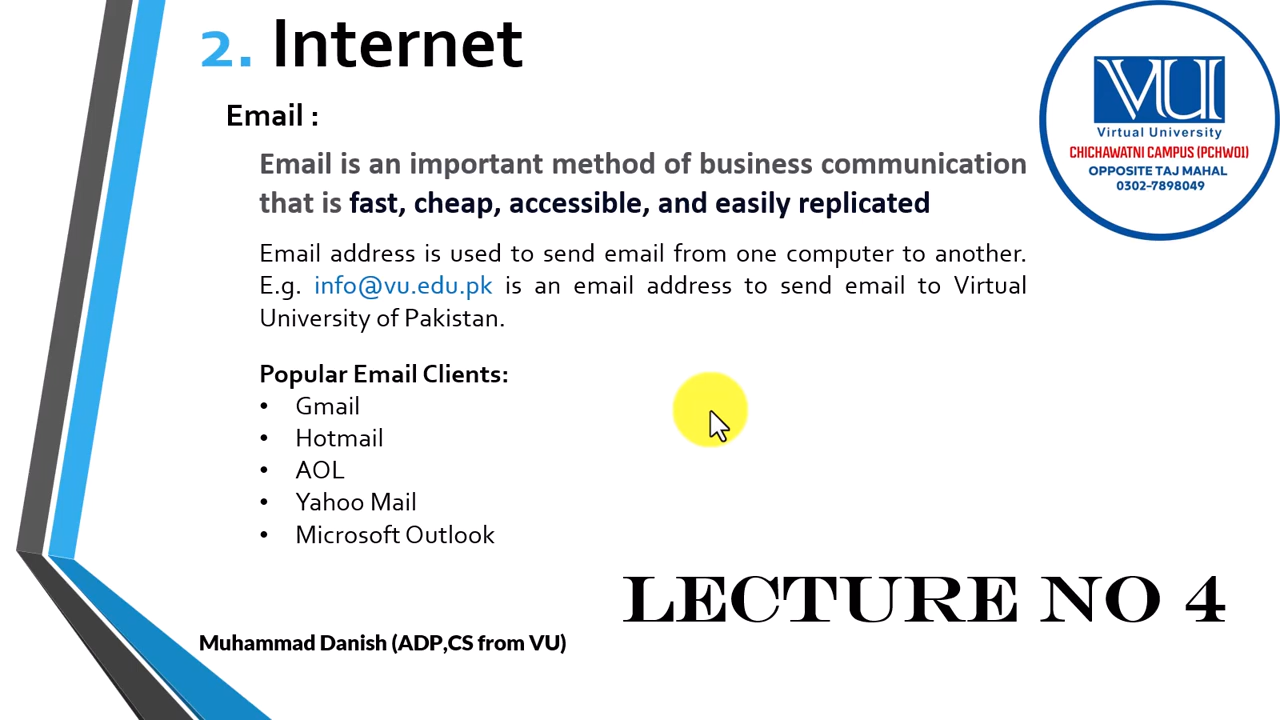 2. Internet
Email :
Email is an important method of business communication
that is fast, cheap, accessible, and easily replicated
Email address is used to send email from one computer to another.
E.g. info@vu.edu.pk is an email address to send email to Virtual
University of Pakistan.
Popular Email Clients:
• Gmail
• Hotmail
• AOL
• Yahoo Mail
• Microsoft Outlook
LECTURE NO 4
Muhammad Danish (ADP,CS from VU)
VU
Virtual University
CHICHAWATNI CAMPUS (PCHW01)
OPPOSITE TAJ MAHAL
0302-7898049